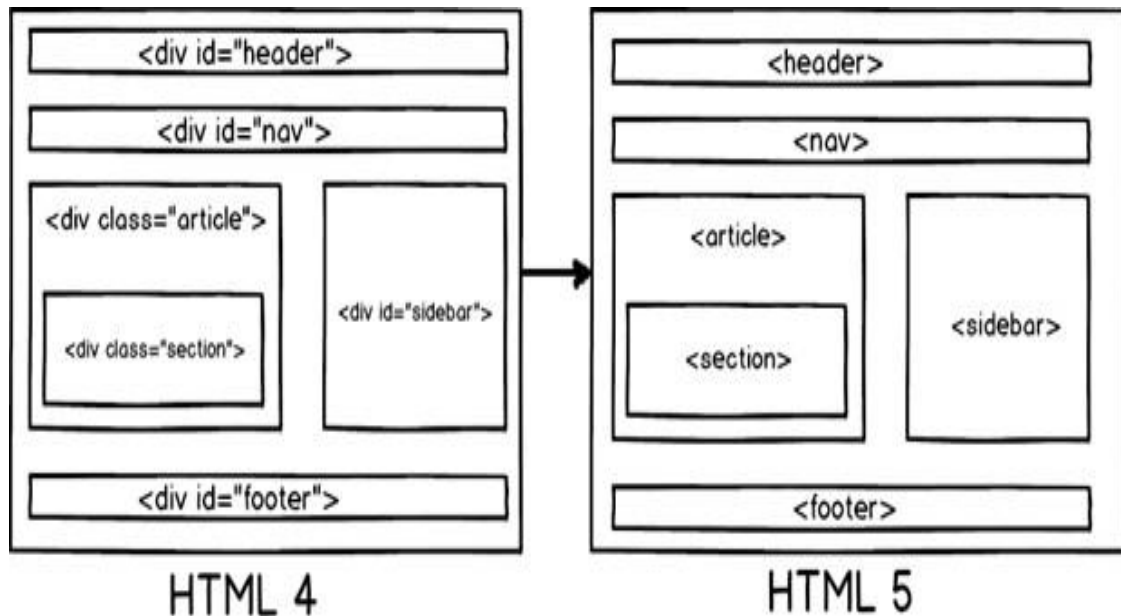 <div id="header">
<div id="nav">
<div class="article">
<div class="section">
<div id="sidebar">
<div id="footer">
HTML 4
<header>
<nav>
<article>
<section>
<sidebar>
<footer>
HTML 5